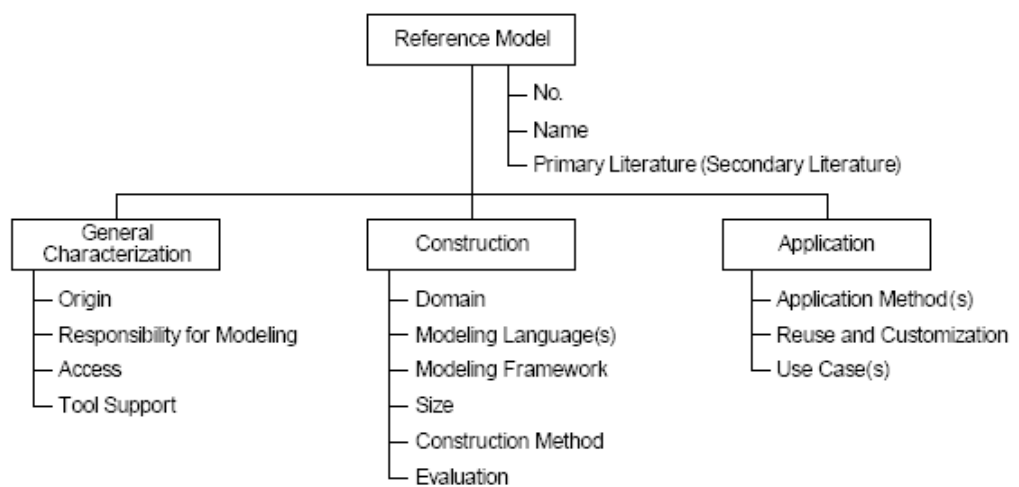 Reference Model
No.
Name
Primary Literature (Secondary Literature)
General
Characterization
Origin
Responsibility for Modeling
Access
Tool Support
Construction
Domain
Modeling Language(s)
Modeling Framework
Size
Construction Method
Evaluation
Application
Application Method(s)
Reuse and Customization
Use Case(s)